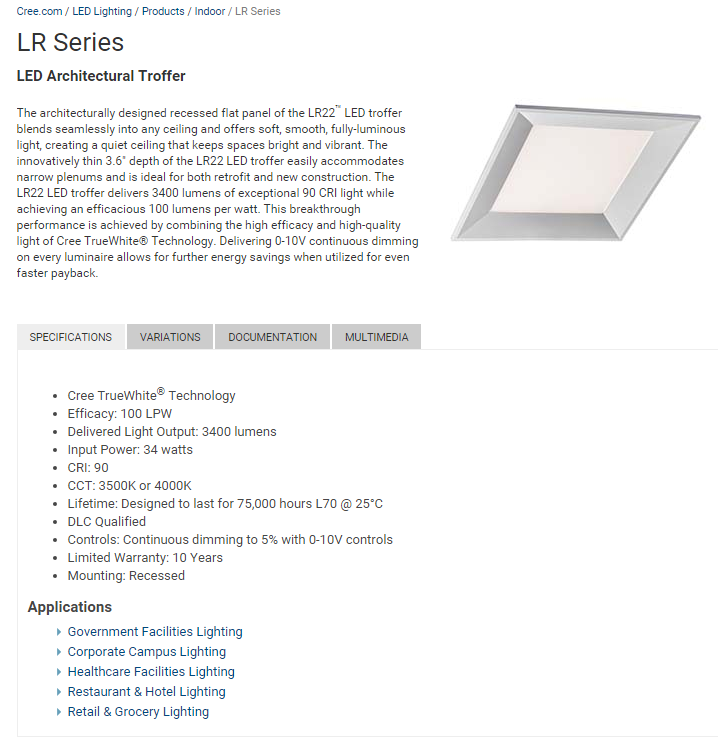 Cree.com / LED Lighting / Products / Indoor / LR Series
LR Series
LED Architectural Troffer
The architecturally designed recessed flat panel of the LR22™ LED troffer
blends seamlessly into any ceiling and offers soft, smooth, fully-luminous
light, creating a quiet ceiling that keeps spaces bright and vibrant. The
innovatively thin 3.6" depth of the LR22 LED troffer easily accommodates
narrow plenums and is ideal for both retrofit and new construction. The
LR22 LED troffer delivers 3400 lumens of exceptional 90 CRI light while
achieving an efficacious 100 lumens per watt. This breakthrough
performance is achieved by combining the high efficacy and high-quality
light of Cree TrueWhite® Technology. Delivering 0-10V continuous dimming
on every luminaire allows for further energy savings when utilized for even
faster payback.
SPECIFICATIONS VARIATIONS DOCUMENTATION MULTIMEDIA
• Cree TrueWhite® Technology
• Efficacy: 100 LPW
• Delivered Light Output: 3400 lumens
• Input Power: 34 watts
• CRI: 90
• CCT: 3500K or 4000K
• Lifetime: Designed to last for 75,000 hours L70 @ 25°C
• DLC Qualified
• Controls: Continuous dimming to 5% with 0-10V controls
• Limited Warranty: 10 Years
• Mounting: Recessed
Applications
Government Facilities Lighting
Corporate Campus Lighting
Healthcare Facilities Lighting
Restaurant & Hotel Lighting
Retail & Grocery Lighting